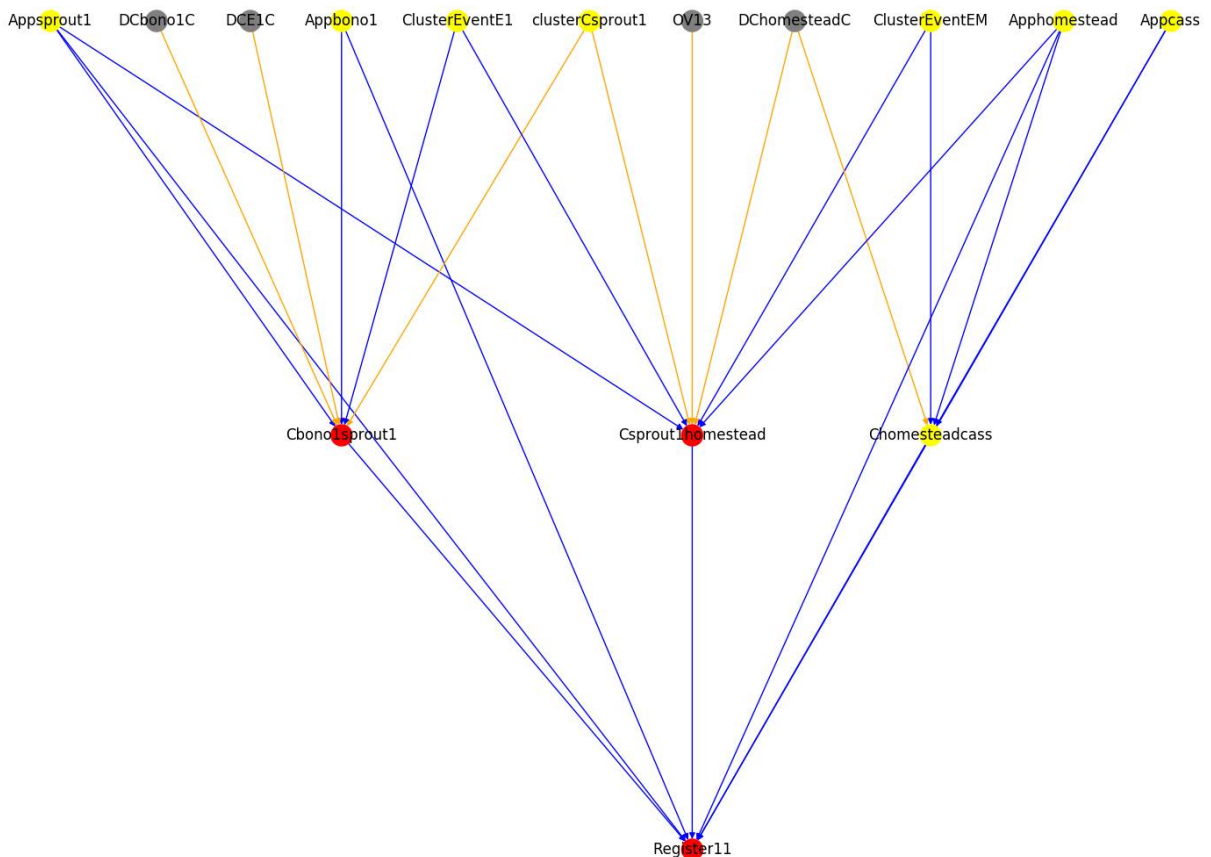 Appsprout1 DCbono1C DCE1C Appbono1 ClusterEventE1 clusterCsprout1 OV13 DChomesteadC ClusterEventEM Apphomestead Appcass
Cbono1sprout1 Csprout1homestead Chomesteadcass
Register11